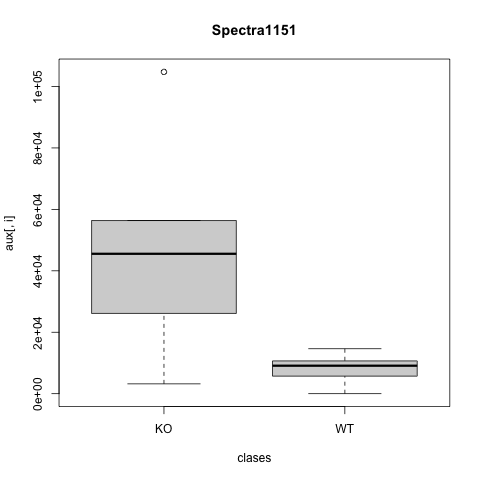 Spectra1151
aux[, i]
1e+05
8e+04
6e+04
4e+04
2e+04
0e+00
KO
WT
clases